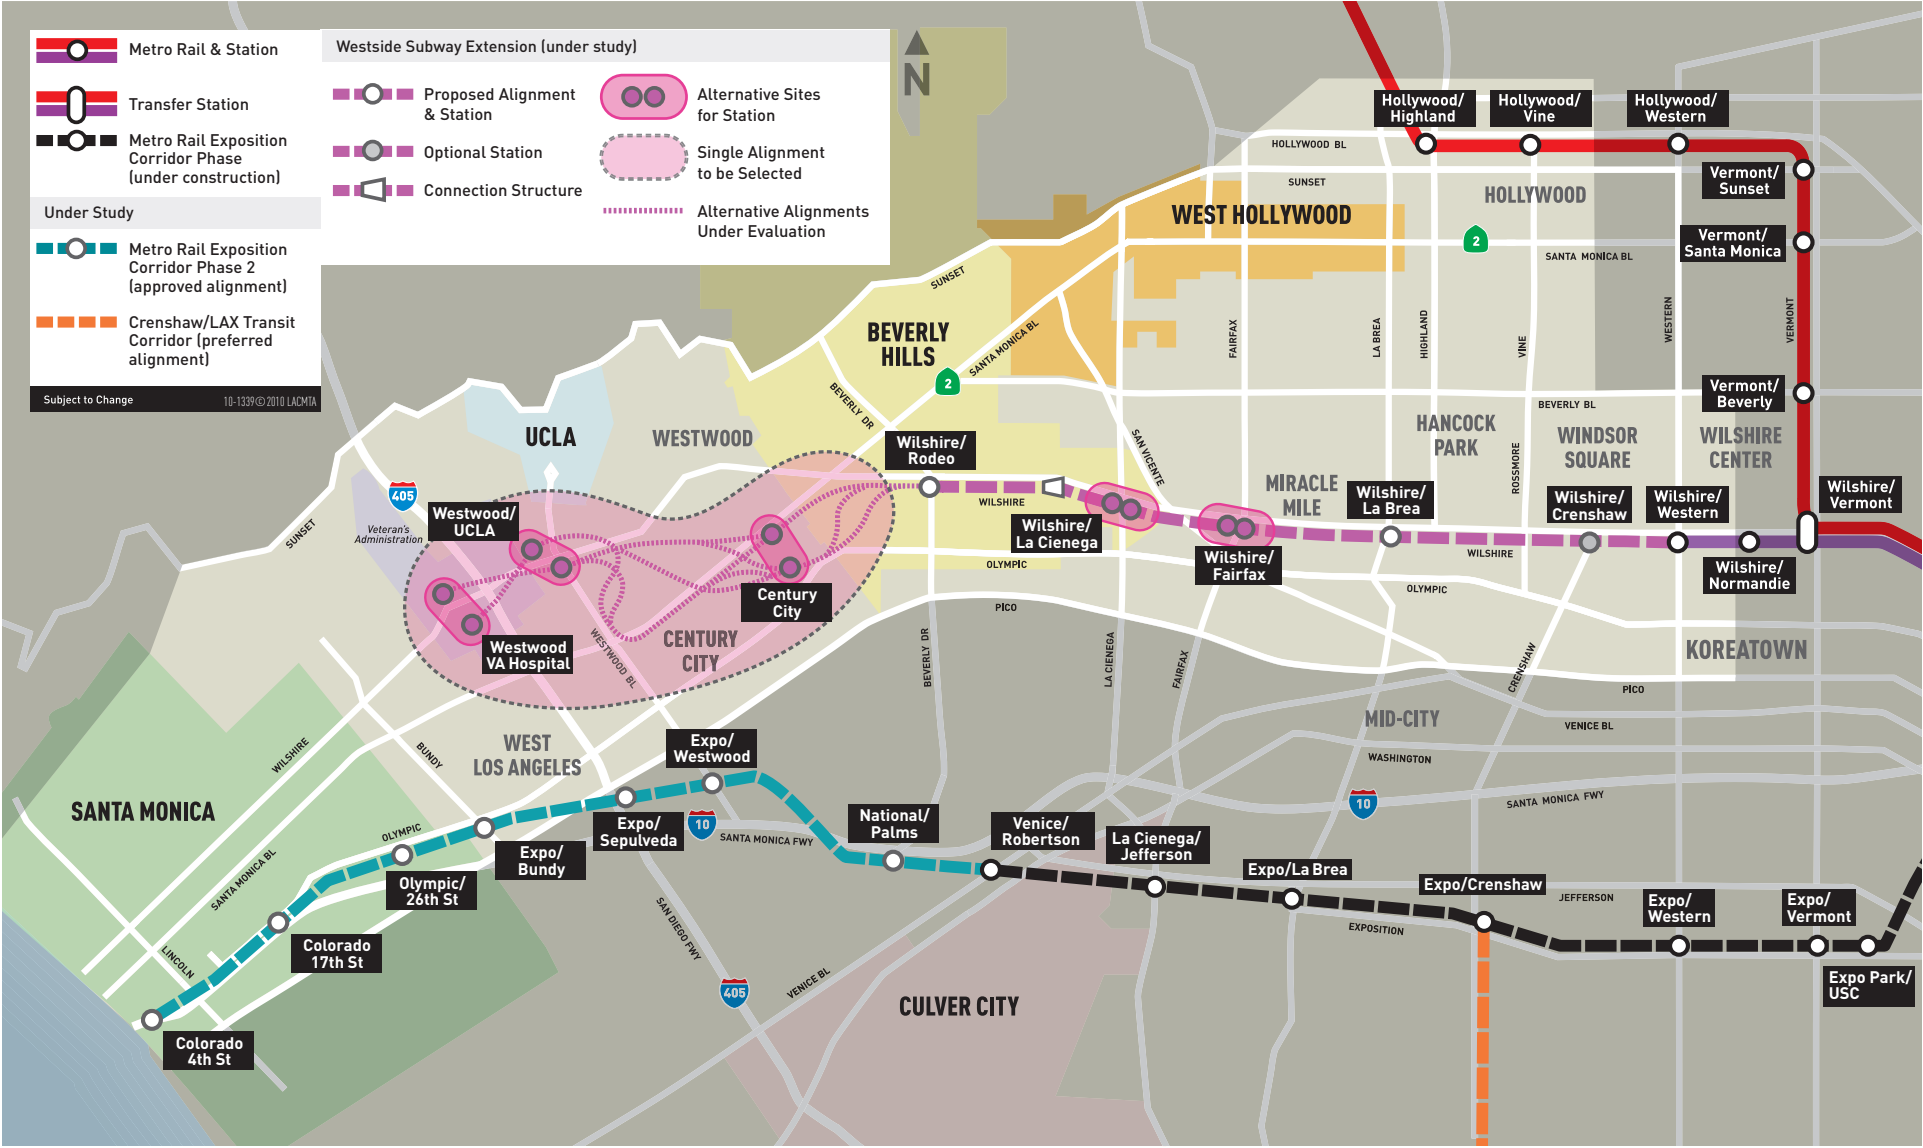 Metro Rail & Station
Transfer Station
Metro Rail Exposition
Corridor Phase
(under construction)
Under Study
Metro Rail Exposition
Corridor Phase 2
(approved alignment)
Crenshaw/LAX Transit
Corridor (preferred
alignment)
Subject to Change
10-1339©2010 LACMTA
Westside Subway Extension (under study)
Proposed Alignment
& Station
Optional Station
Connection Structure
Alternative Sites
for Station
Single Alignment
to be Selected
Alternative Alignments
Under Evaluation
N
Hollywood/
Highland
Hollywood/
Vine
Hollywood/
Western
HOLLYWOOD BL
SUNSET
Vermont/
Sunset
HOLLYWOOD
WEST HOLLYWOOD
2
Vermont/
Santa Monica
SANTA MONICA BL
SUNSET
BEVERLY
HILLS
SANTA MONICA BL
2
FAIRFAX
LA BREA
HIGHLAND
VINE
WESTERN
VERMONT
BEVERLY DR
Vermont/
Beverly
BEVERLY BL
UCLA
WESTWOOD
Wilshire/
Rodeo
SAN VICENTE
HANCOCK
PARK
WINDSOR
SQUARE
WILSHIRE
CENTER
ROSSMORE
405
Veteran's
Administration
SUNSET
Westwood/
UCLA
WILSHIRE
Wilshire/
La Cienega
MIRACLE
MILE
Wilshire/
La Brea
Wilshire/
Crenshaw
Wilshire/
Western
Wilshire/
Vermont
Wilshire/
Fairfax
WILSHIRE
Wilshire/
Normandie
OLYMPIC
OLYMPIC
Century
City
PICO
CENTURY
CITY
Westwood
VA Hospital
WESTWOOD BL
BEVERLY DR
LA CIENEGA
FAIRFAX
CRENSHAW
KOREATOWN
PICO
MID-CITY
VENICE BL
WASHINGTON
WILSHIRE
BUNDY
WEST
LOS ANGELES
Expo/
Westwood
SANTA MONICA
10
SANTA MONICA FWY
10
SANTA MONICA FWY
OLYMPIC
Expo/
Sepulveda
National/
Palms
Venice/
Robertson
La Cienega/
Jefferson
Expo/
Bundy
SANTA MONICA BL
Olympic/
26th St
Expo/La Brea
Expo/Crenshaw
JEFFERSON
Expo/
Western
Expo/
Vermont
EXPOSITION
SAN DIEGO FWY
Colorado
17th St
LINCOLN
405
VENICE BL
CULVER CITY
Expo Park/
USC
Colorado
4th St